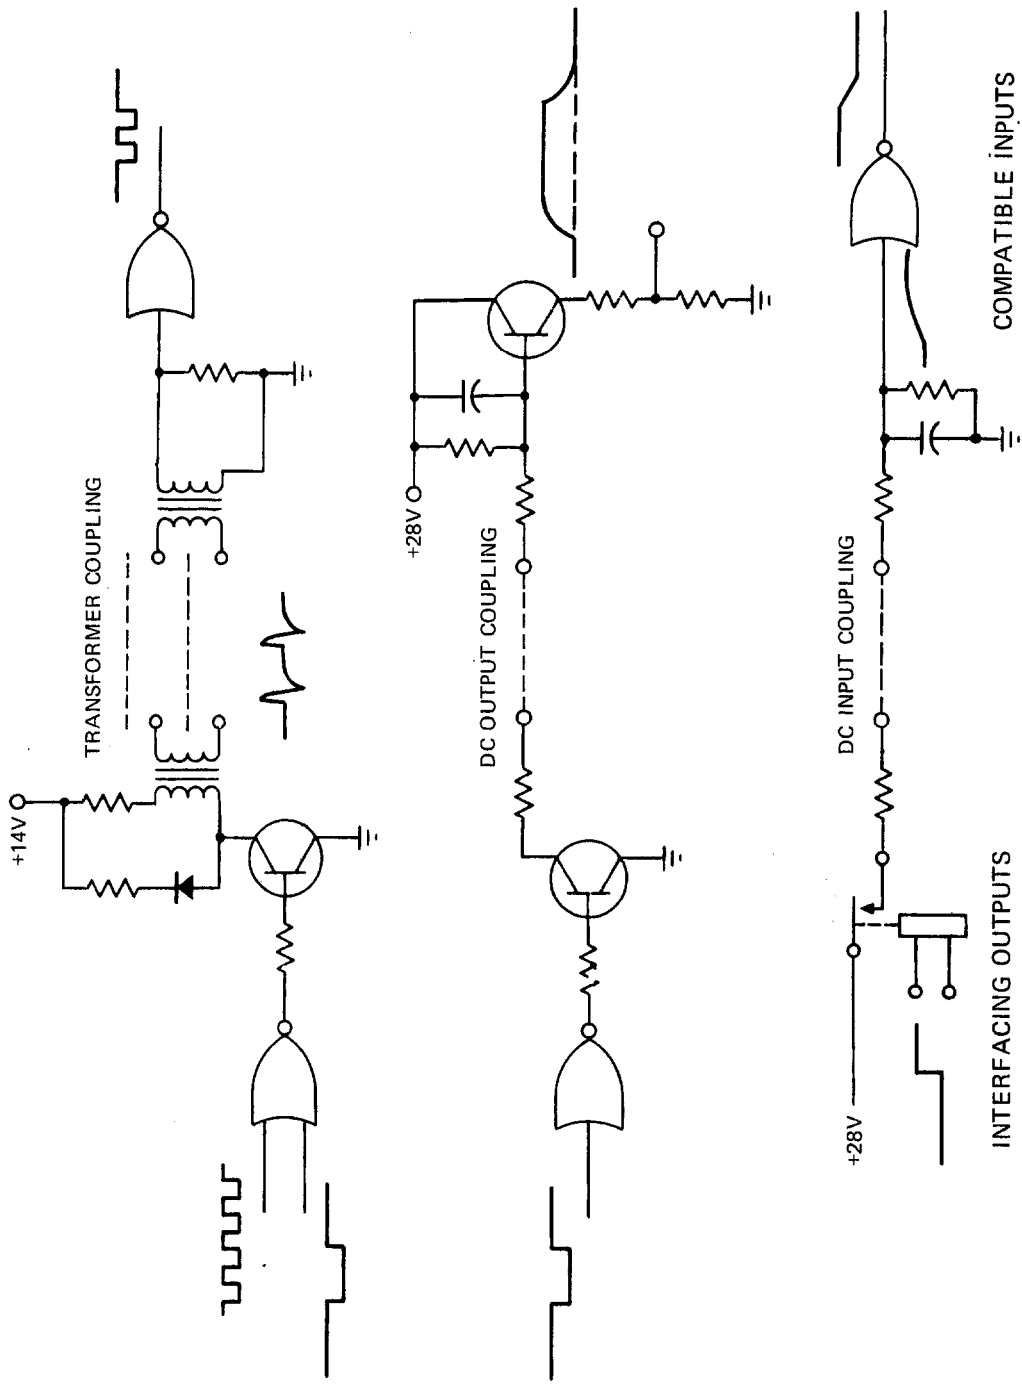 TRANSFORMER COUPLING
+14V
+28V
DC OUTPUT COUPLING
DC INPUT COUPLING
+28V
INTERFACING OUTPUTS
COMPATIBLE INPUTS